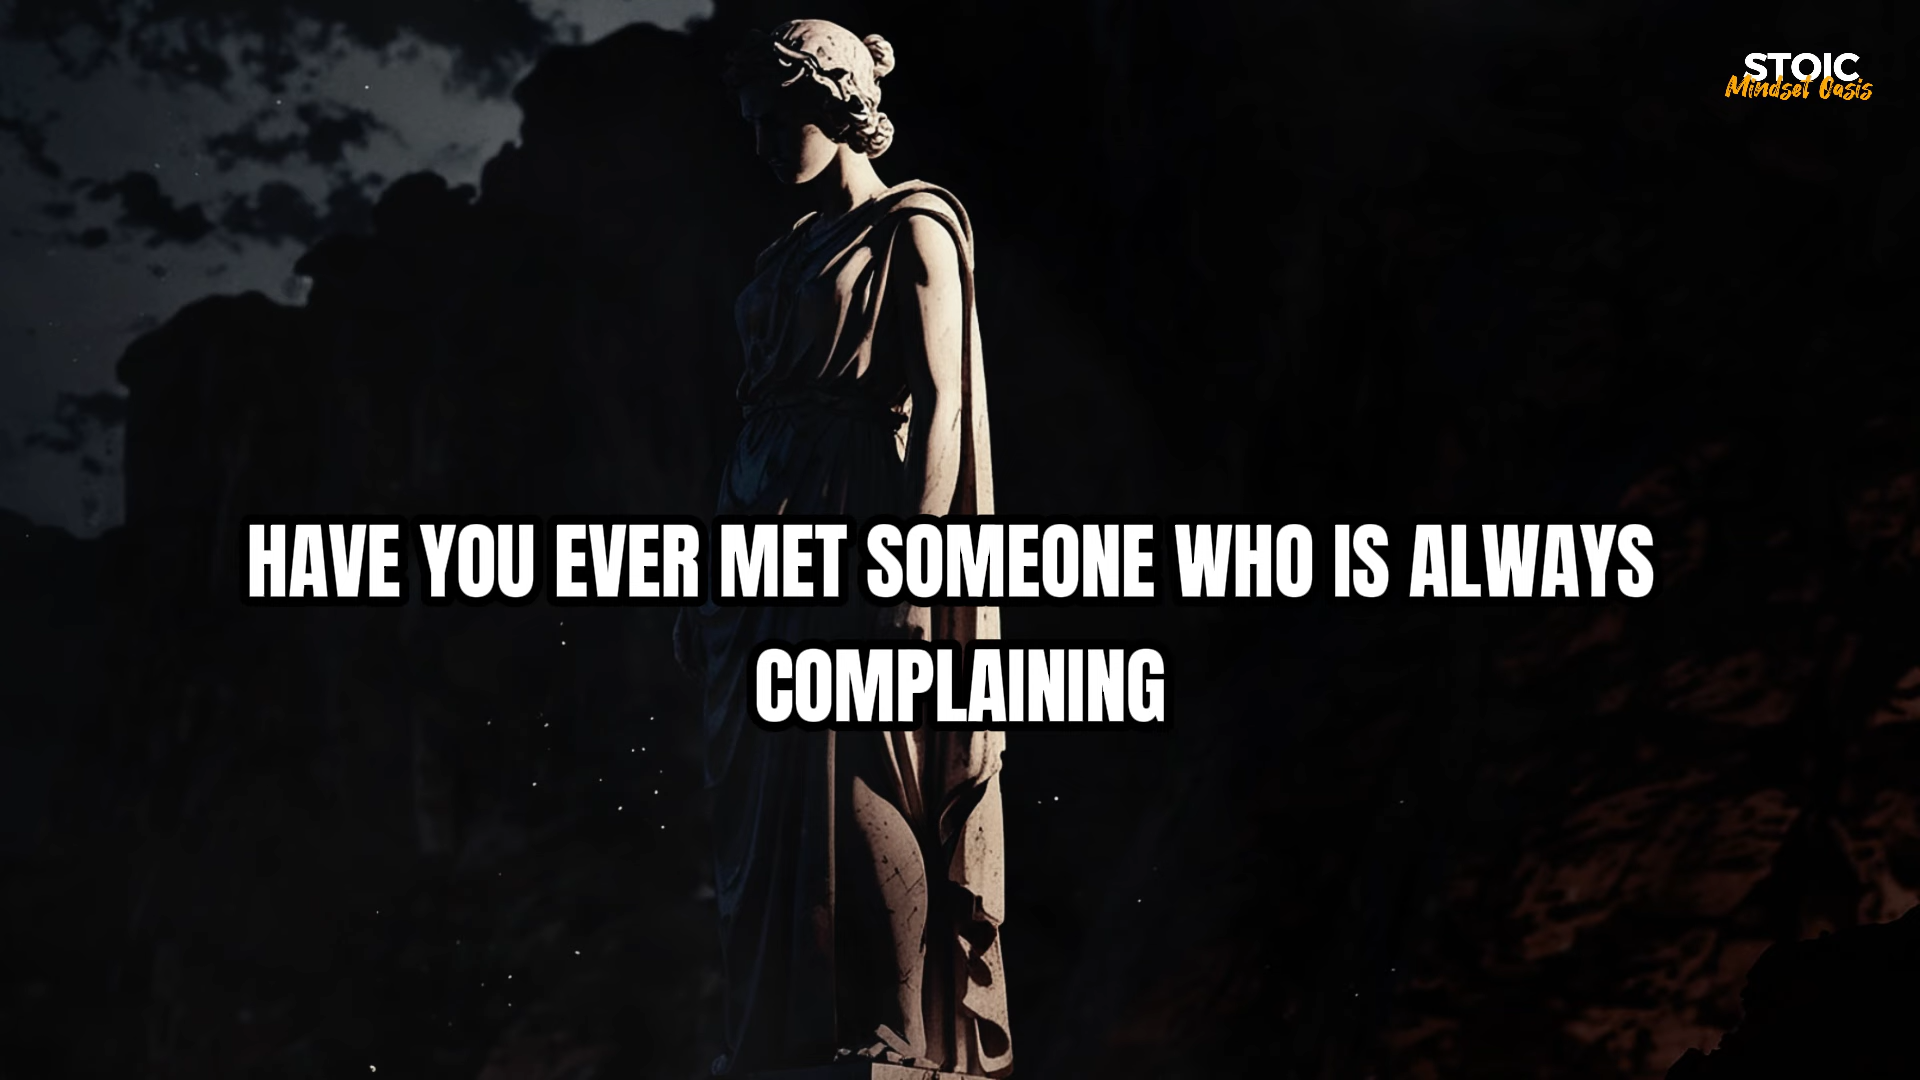 STOIC
Mindset Oasis
HAVE YOU EVER MET SOMEONE WHO IS ALWAYS
COMPLAINING